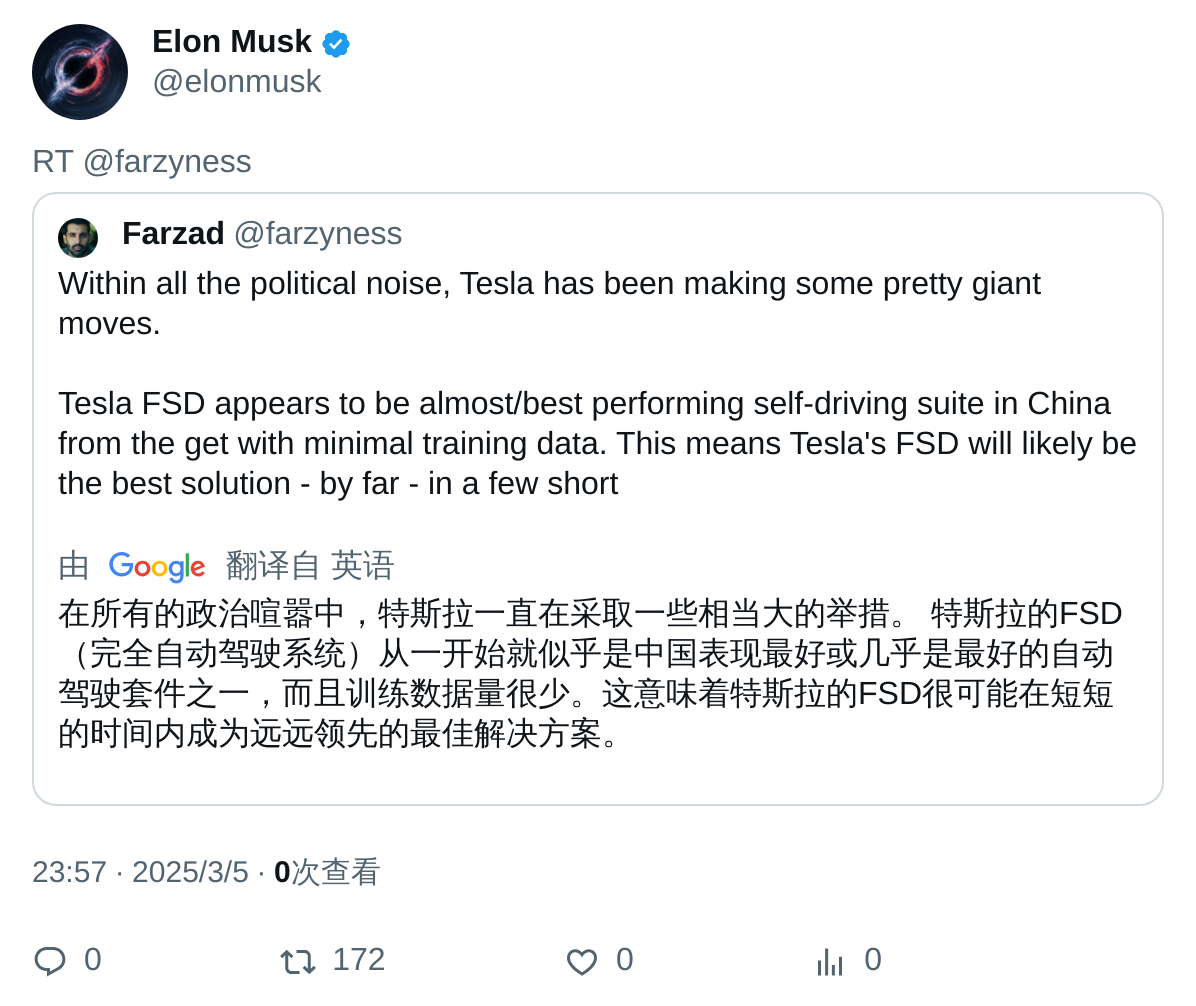 Elon Musk
@elonmusk
RT @farzyness
Farzad @farzyness
Within all the political noise, Tesla has been making some pretty giant
moves.
Tesla FSD appears to be almost/best performing self-driving suite in China
from the get with minimal training data. This means Tesla's FSD will likely be
the best solution - by far - in a few short
由 Google 翻译自 英语
在所有的政治喧嚣中，特斯拉一直在采取一些相当大的举措。 特斯拉的FSD
（完全自动驾驶系统）从一开始就似乎是中国表现最好或几乎是最好的自动
驾驶套件之一，而且训练数据量很少。这意味着特斯拉的FSD很可能在短短
的时间内成为远远领先的最佳解决方案。
23:57 · 2025/3/5 · 0次查看
0 172 0 0